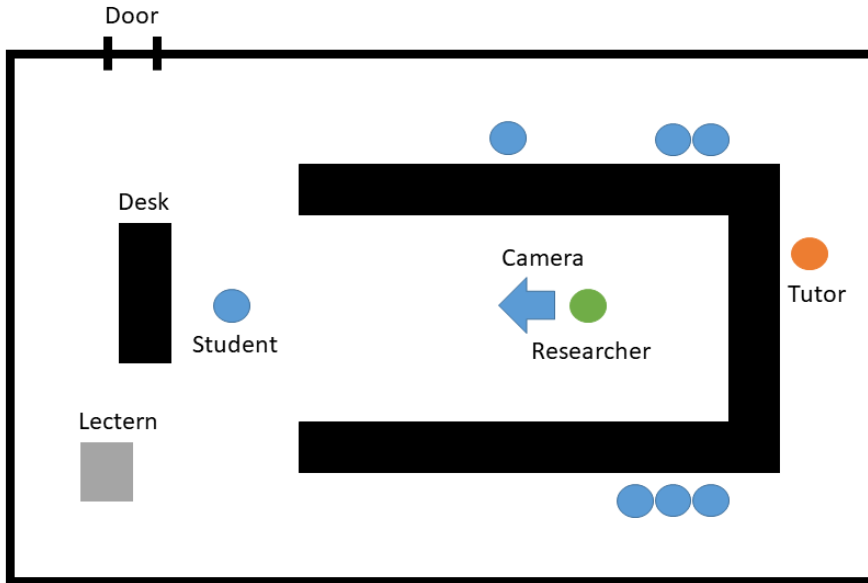 Door
Desk
Camera
Tutor
Student
Researcher
Lectern